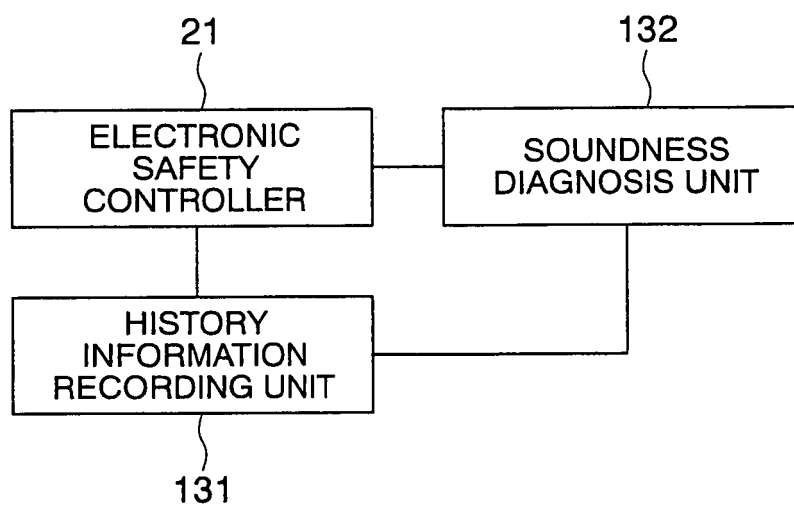 21
132
ELECTRONIC
SAFETY
CONTROLLER
SOUNDNESS
DIAGNOSIS UNIT
HISTORY
INFORMATION
RECORDING UNIT
131